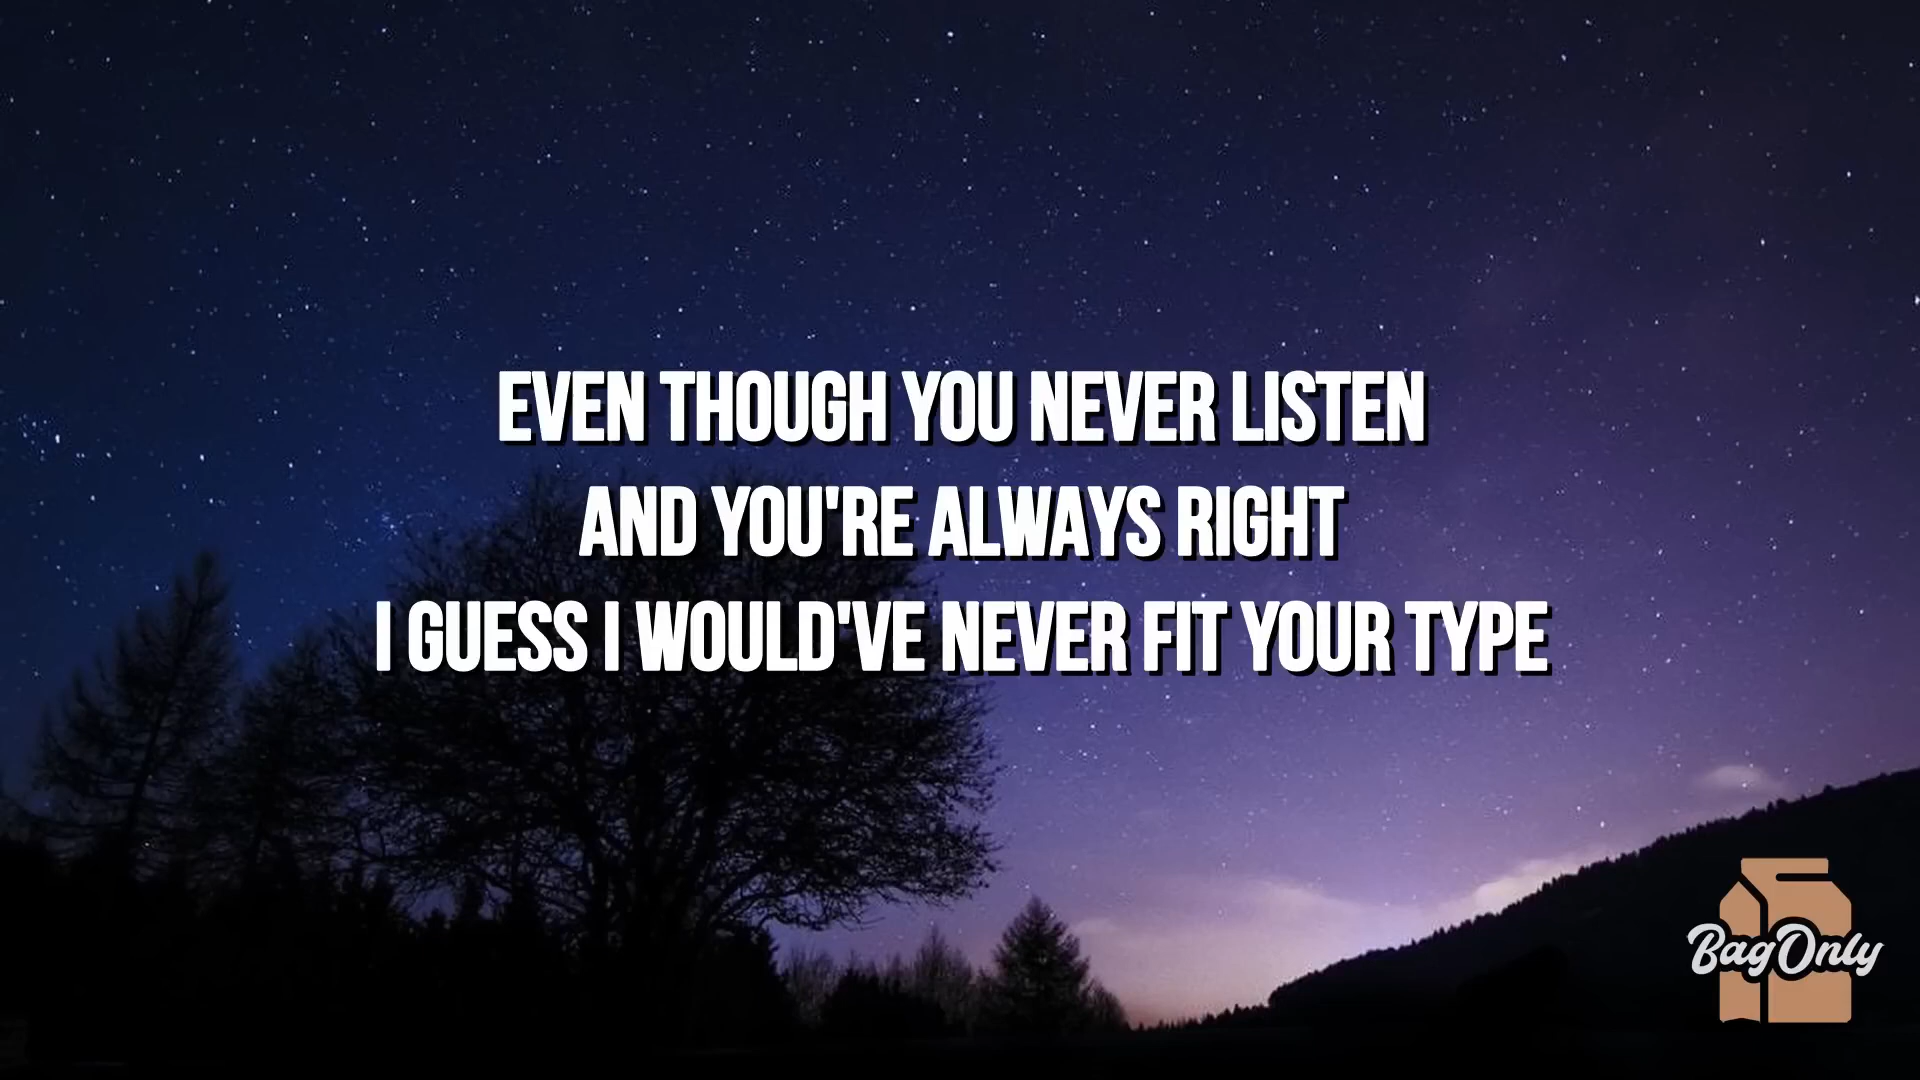 EVEN THOUGH YOU NEVER LISTEN
AND YOU'RE ALWAYS RIGHT
I GUESS I WOULD'VE NEVER FIT YOUR TYPE
BagOnly